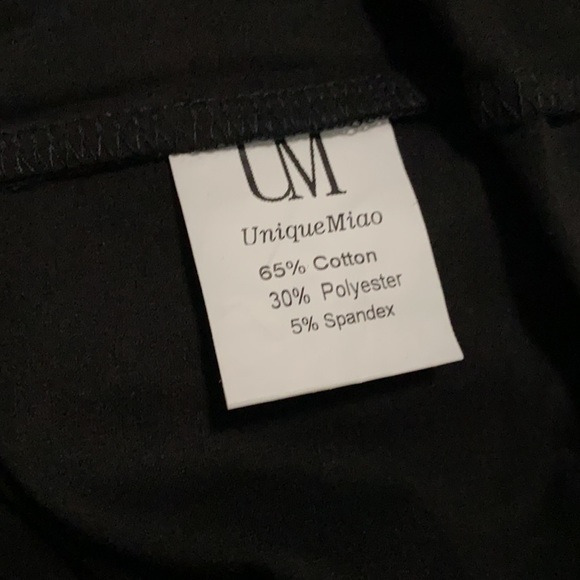 UM
UniqueMiao
65% Cotton
30% Polyester
5% Spandex